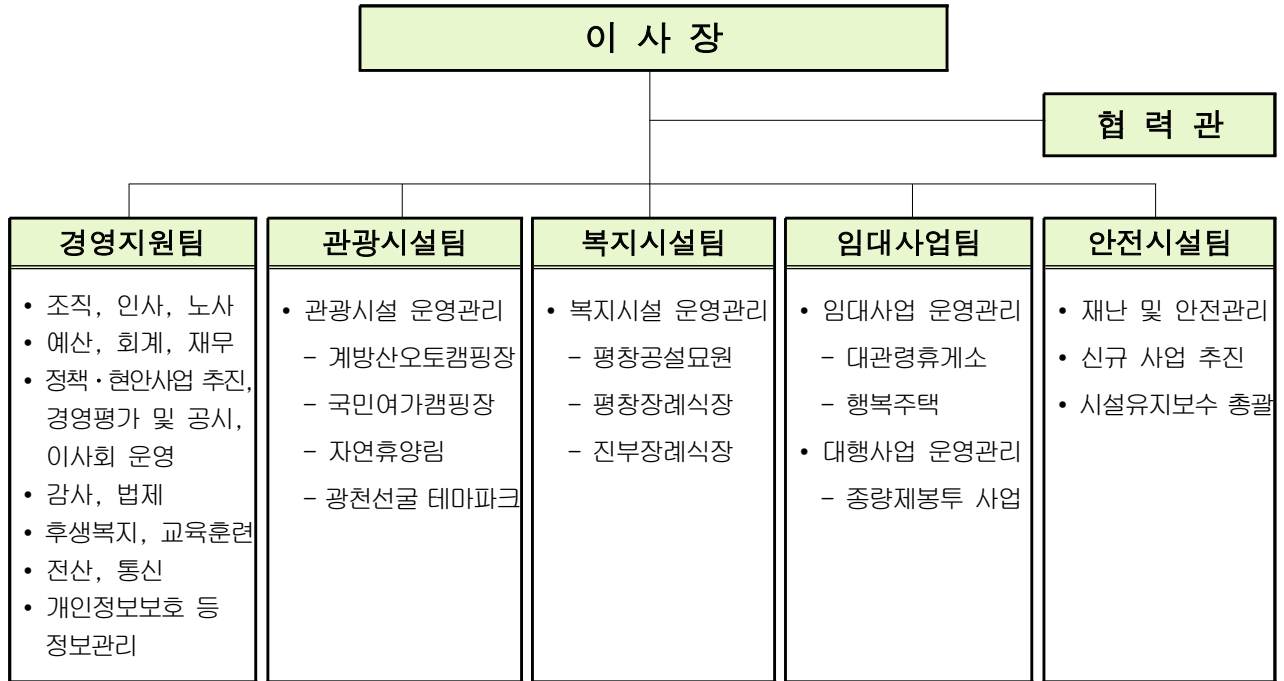 이 사 장
협 력 관
경영지원팀
• 조직, 인사, 노사
• 예산, 회계, 재무
• 정책·현안사업 추진,
경영평가 및 공시,
이사회 운영
• 감사, 법제
• 후생복지, 교육훈련
• 전산, 통신
• 개인정보보호 등
정보관리
관광시설팀
• 관광시설 운영관리
- 계방산오토캠핑장
- 국민여가캠핑장
- 자연휴양림
- 광천선굴 테마파크
복지시설팀
• 복지시설 운영관리
- 평창공설묘원
- 평창장례식장
- 진부장례식장
임대사업팀
• 임대사업 운영관리
- 대관령휴게소
- 행복주택
• 대행사업 운영관리
- 종량제봉투 사업
안전시설팀
• 재난 및 안전관리
• 신규 사업 추진
• 시설유지보수 총괄